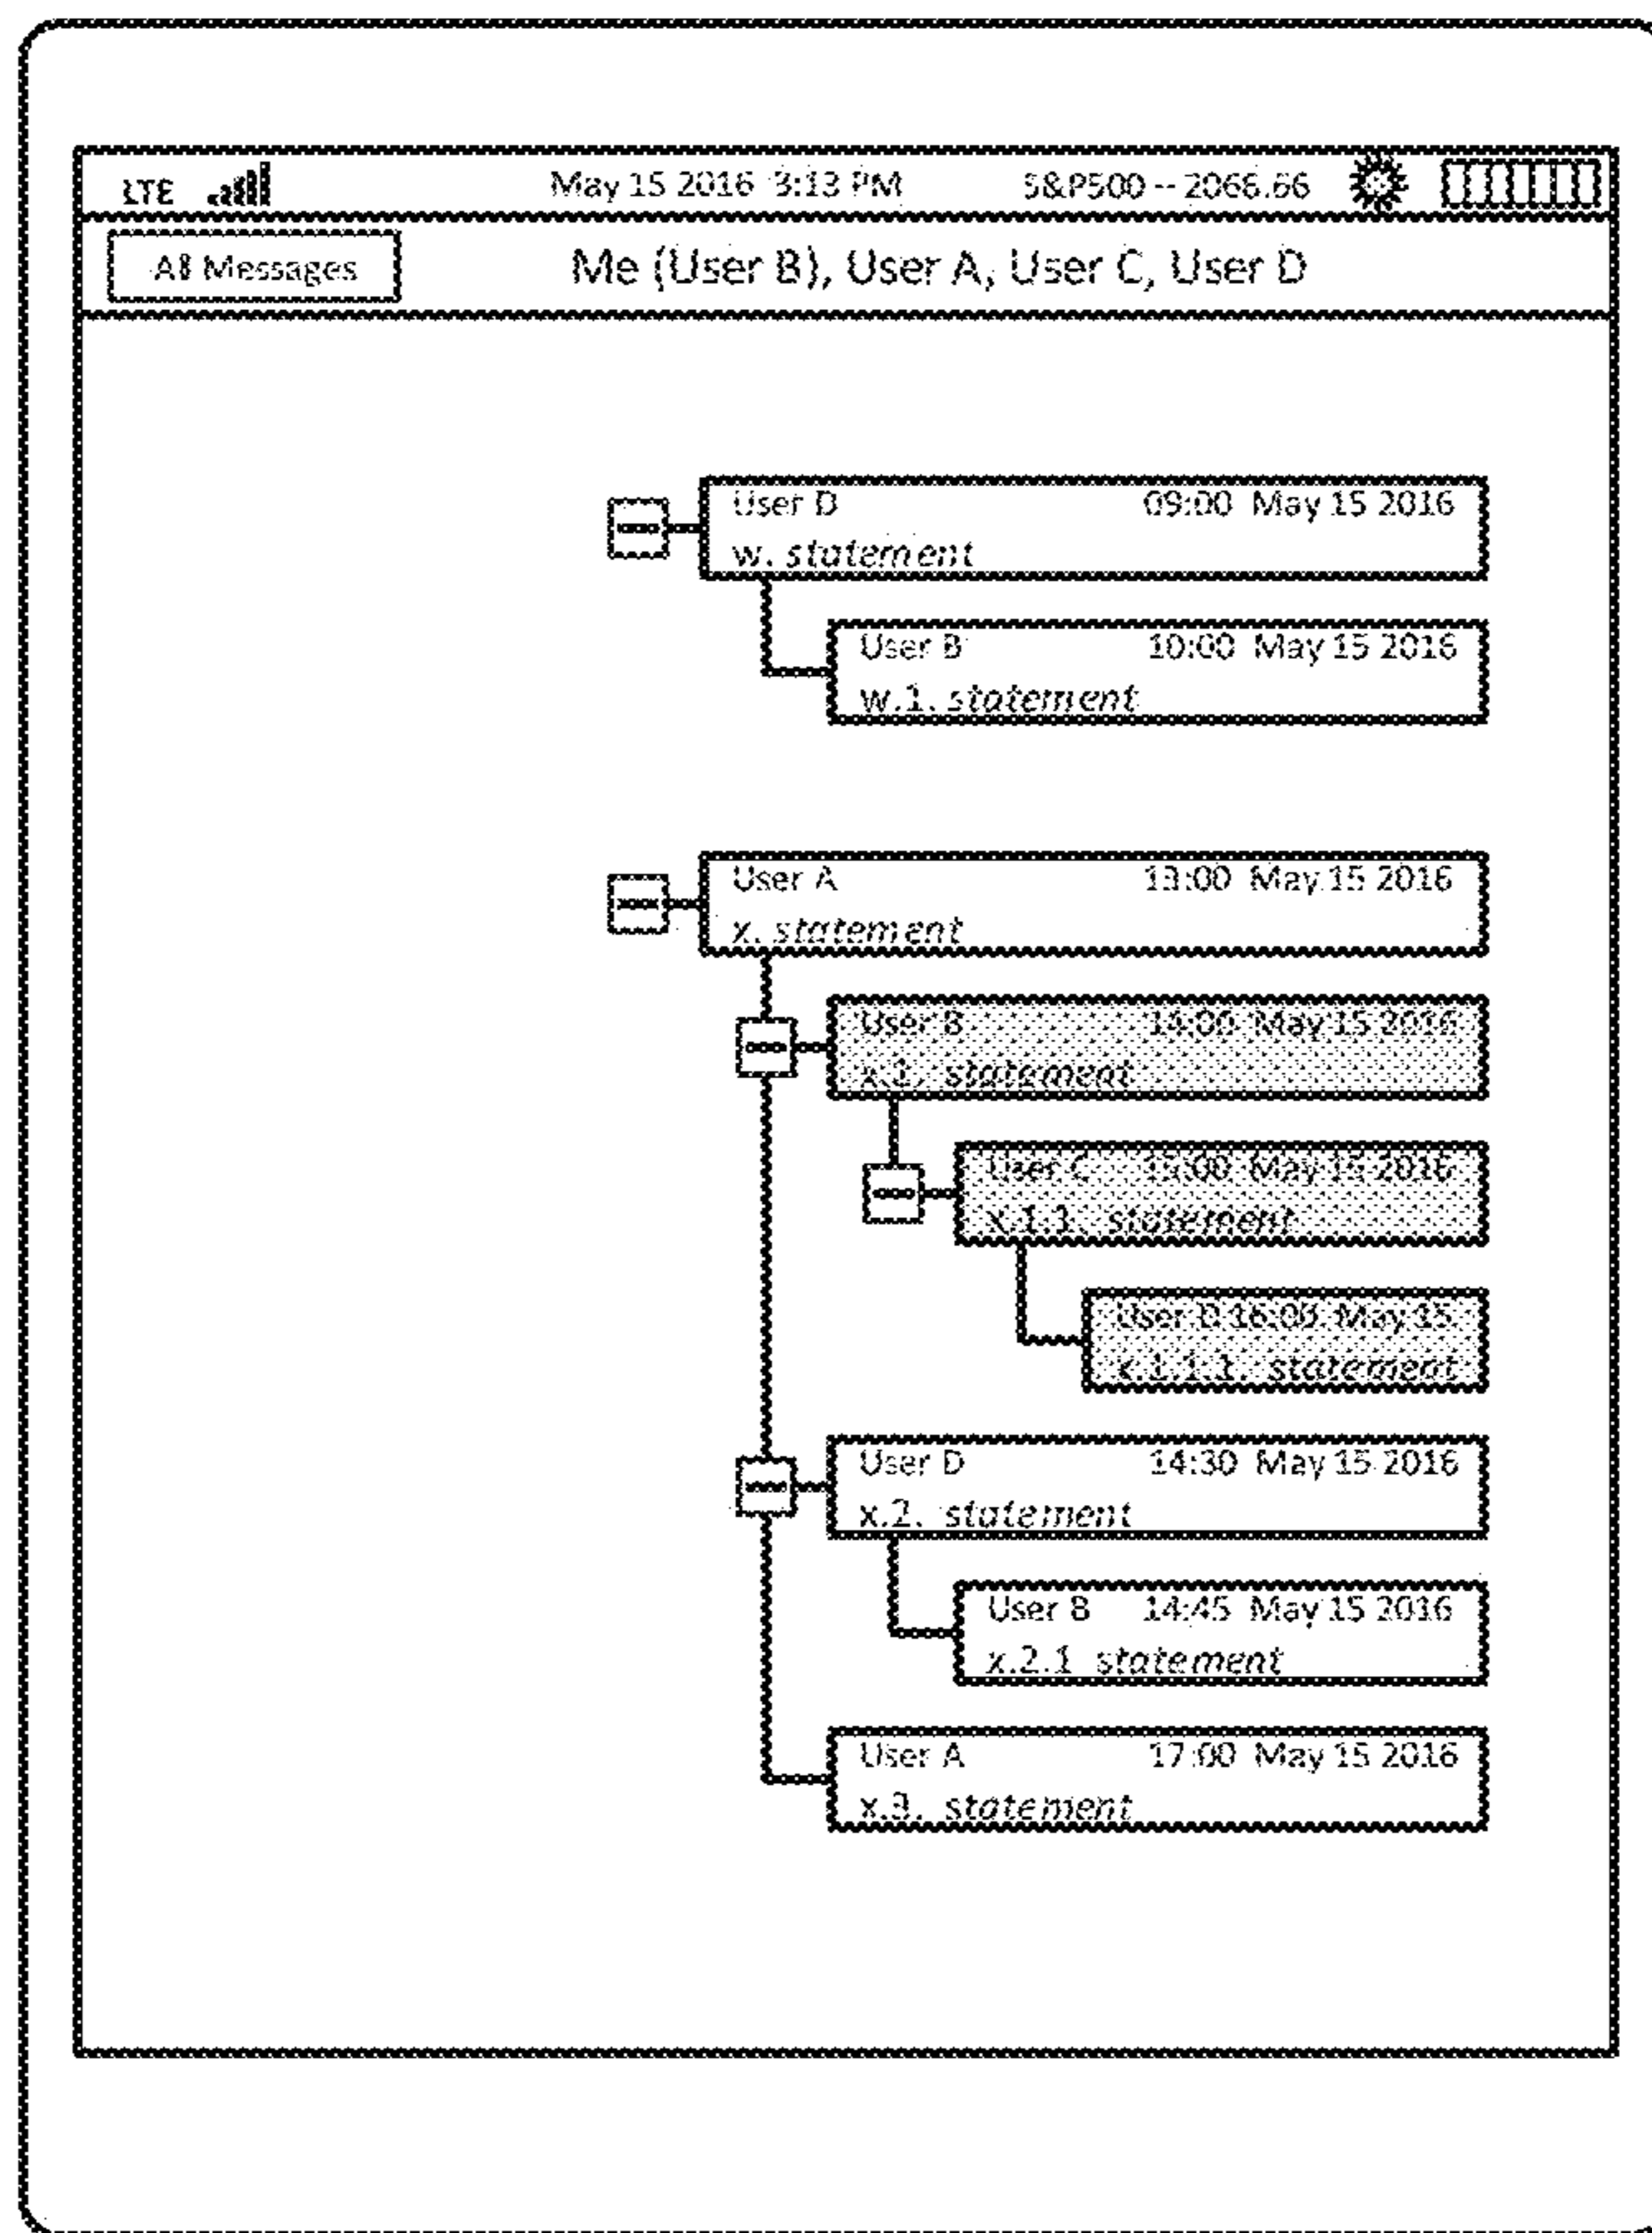 LTE May 15 2016 3:13 PM S&P500 -- 2066.66
All Messages Me (User B), User A, User C, User D
User D 09:00 May 15 2016
w. statement
User B 10:00 May 15 2016
w.1. statement
User A 13:00 May 15 2016
x. statement
User B 14:00 May 15 2016
x.1. statement
User C 15:00 May 15 2016
x.1.1. statement
User 16:00 May 15
x.1.1.1. statement
User D 14:30 May 15 2016
x.2. statement
User B 14:45 May 15 2016
x.2.1 statement
User A 17:00 May 15 2016
x.3. statement